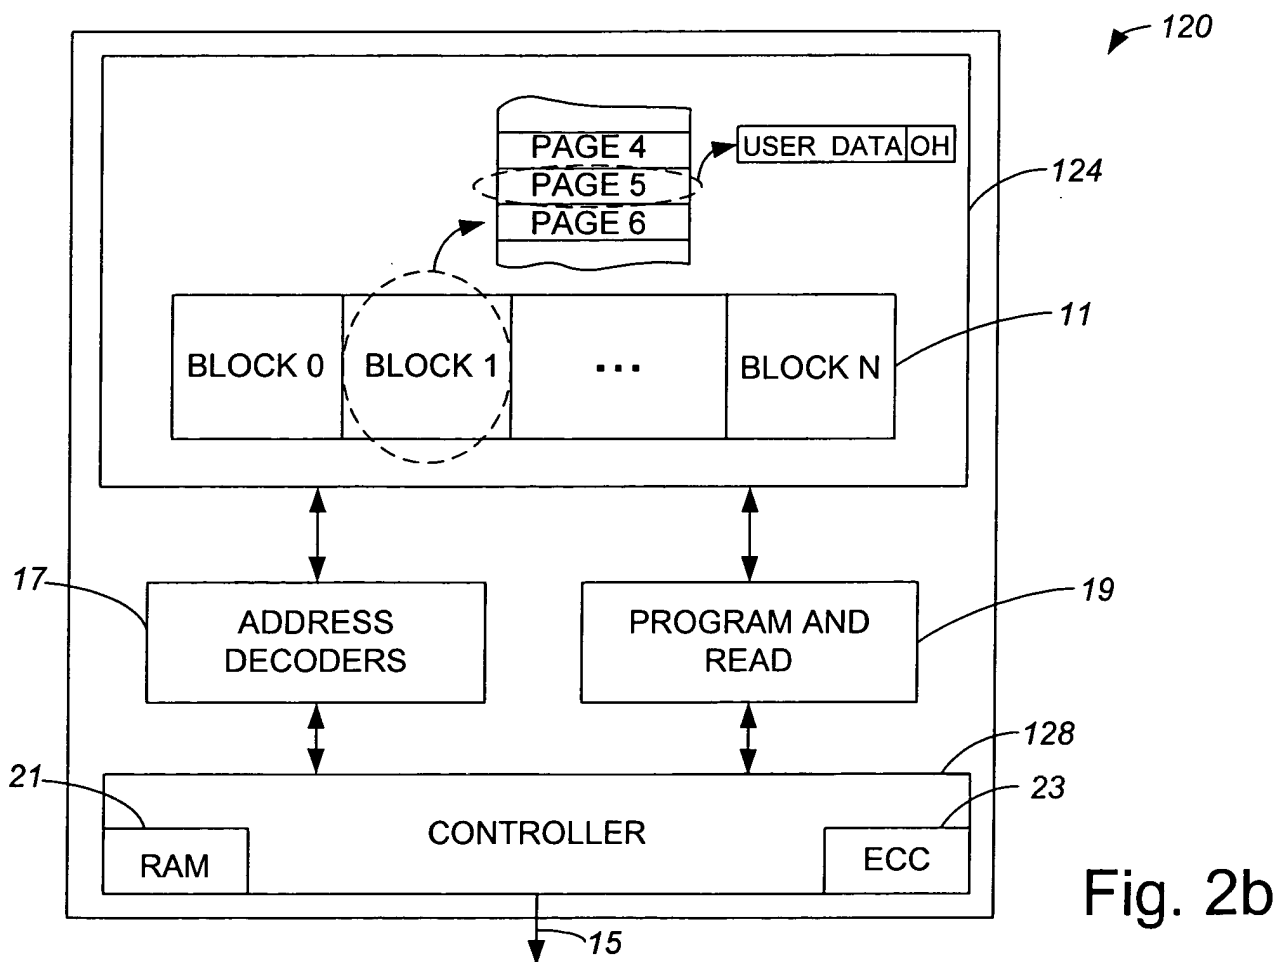 120
PAGE 4
USER DATA OH
PAGE 5
124
PAGE 6
11
BLOCK 0
BLOCK 1
...
BLOCK N
17
ADDRESS
DECODERS
PROGRAM AND
READ
19
128
21
23
CONTROLLER
RAM
ECC
15
Fig. 2b